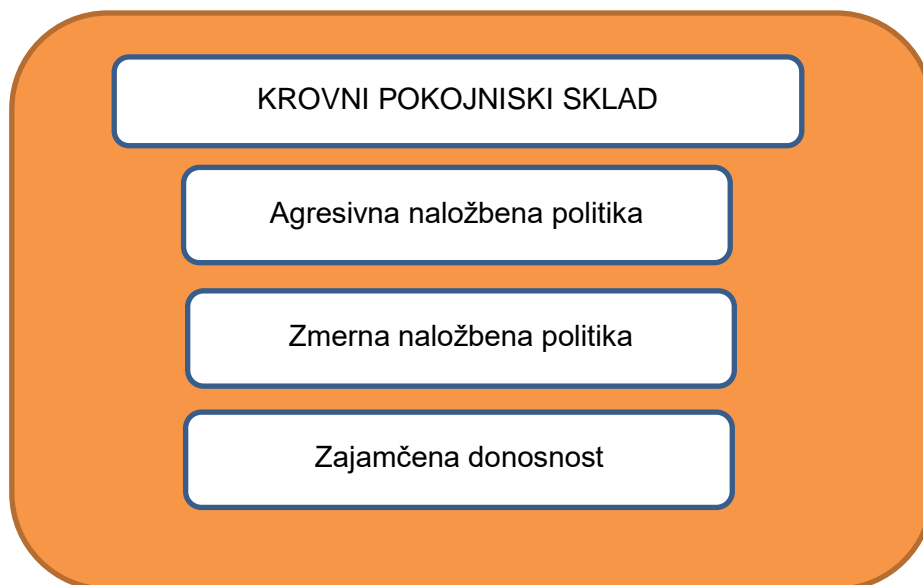 KROVNI POKOJNISKI SKLAD
Agresivna naložbena politika
Zmerna naložbena politika
Zajamčena donosnost